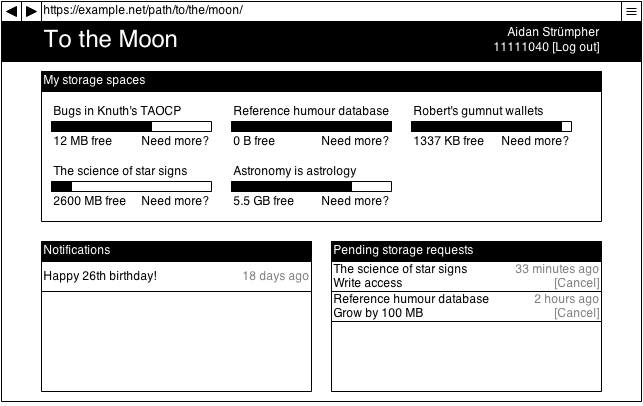 https://example.net/path/to/the/moon/
To the Moon
Aidan Strümpher
11111040 [Log out]
My storage spaces
Bugs in Knuth's TAOCP
12 MB free Need more?
Reference humour database
0 B free Need more?
Robert's gumnut wallets
1337 KB free Need more?
The science of star signs
2600 MB free Need more?
Astronomy is astrology
5.5 GB free Need more?
Notifications
Happy 26th birthday! 18 days ago
Pending storage requests
The science of star signs 33 minutes ago
Write access [Cancel]
Reference humour database 2 hours ago
Grow by 100 MB [Cancel]